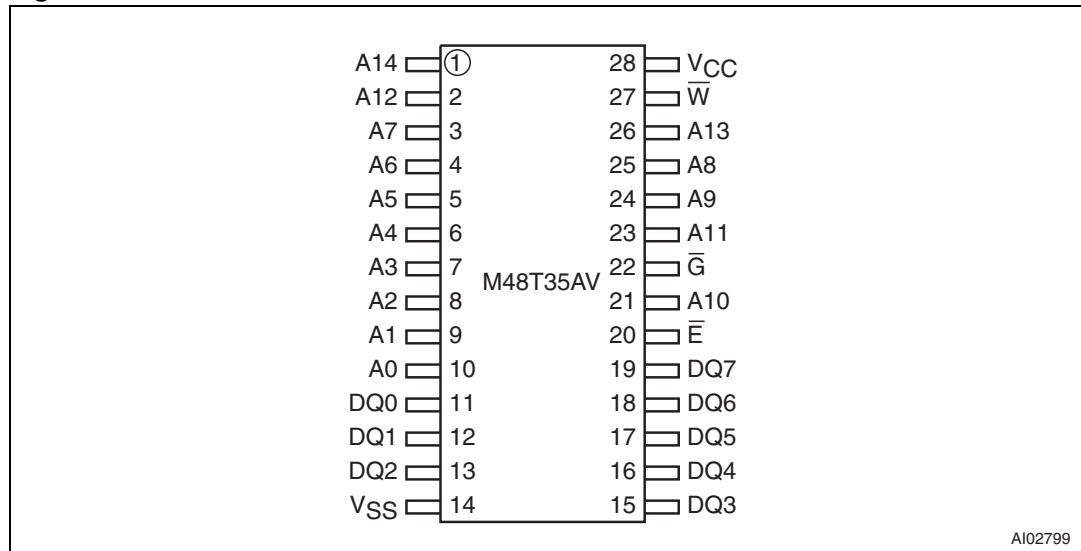 A14 1 28 VCC
A12 2 27 W̅
A7 3 26 A13
A6 4 25 A8
A5 5 24 A9
A4 6 23 A11
A3 7 22 G̅
M48T35AV
A2 8 21 A10
A1 9 20 E̅
A0 10 19 DQ7
DQ0 11 18 DQ6
DQ1 12 17 DQ5
DQ2 13 16 DQ4
VSS 14 15 DQ3
AI02799